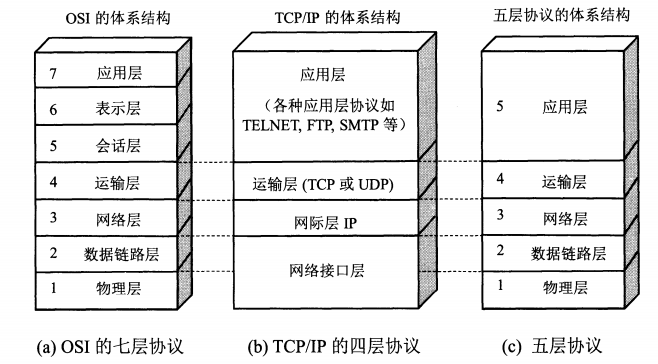 OSI 的体系结构
7 应用层
6 表示层
5 会话层
4 运输层
3 网络层
2 数据链路层
1 物理层
(a) OSI 的七层协议
TCP/IP 的体系结构
应用层
（各种应用层协议如
TELNET, FTP, SMTP 等）
运输层 (TCP 或 UDP)
网际层 IP
网络接口层
(b) TCP/IP 的四层协议
五层协议的体系结构
5 应用层
4 运输层
3 网络层
2 数据链路层
1 物理层
(c) 五层协议